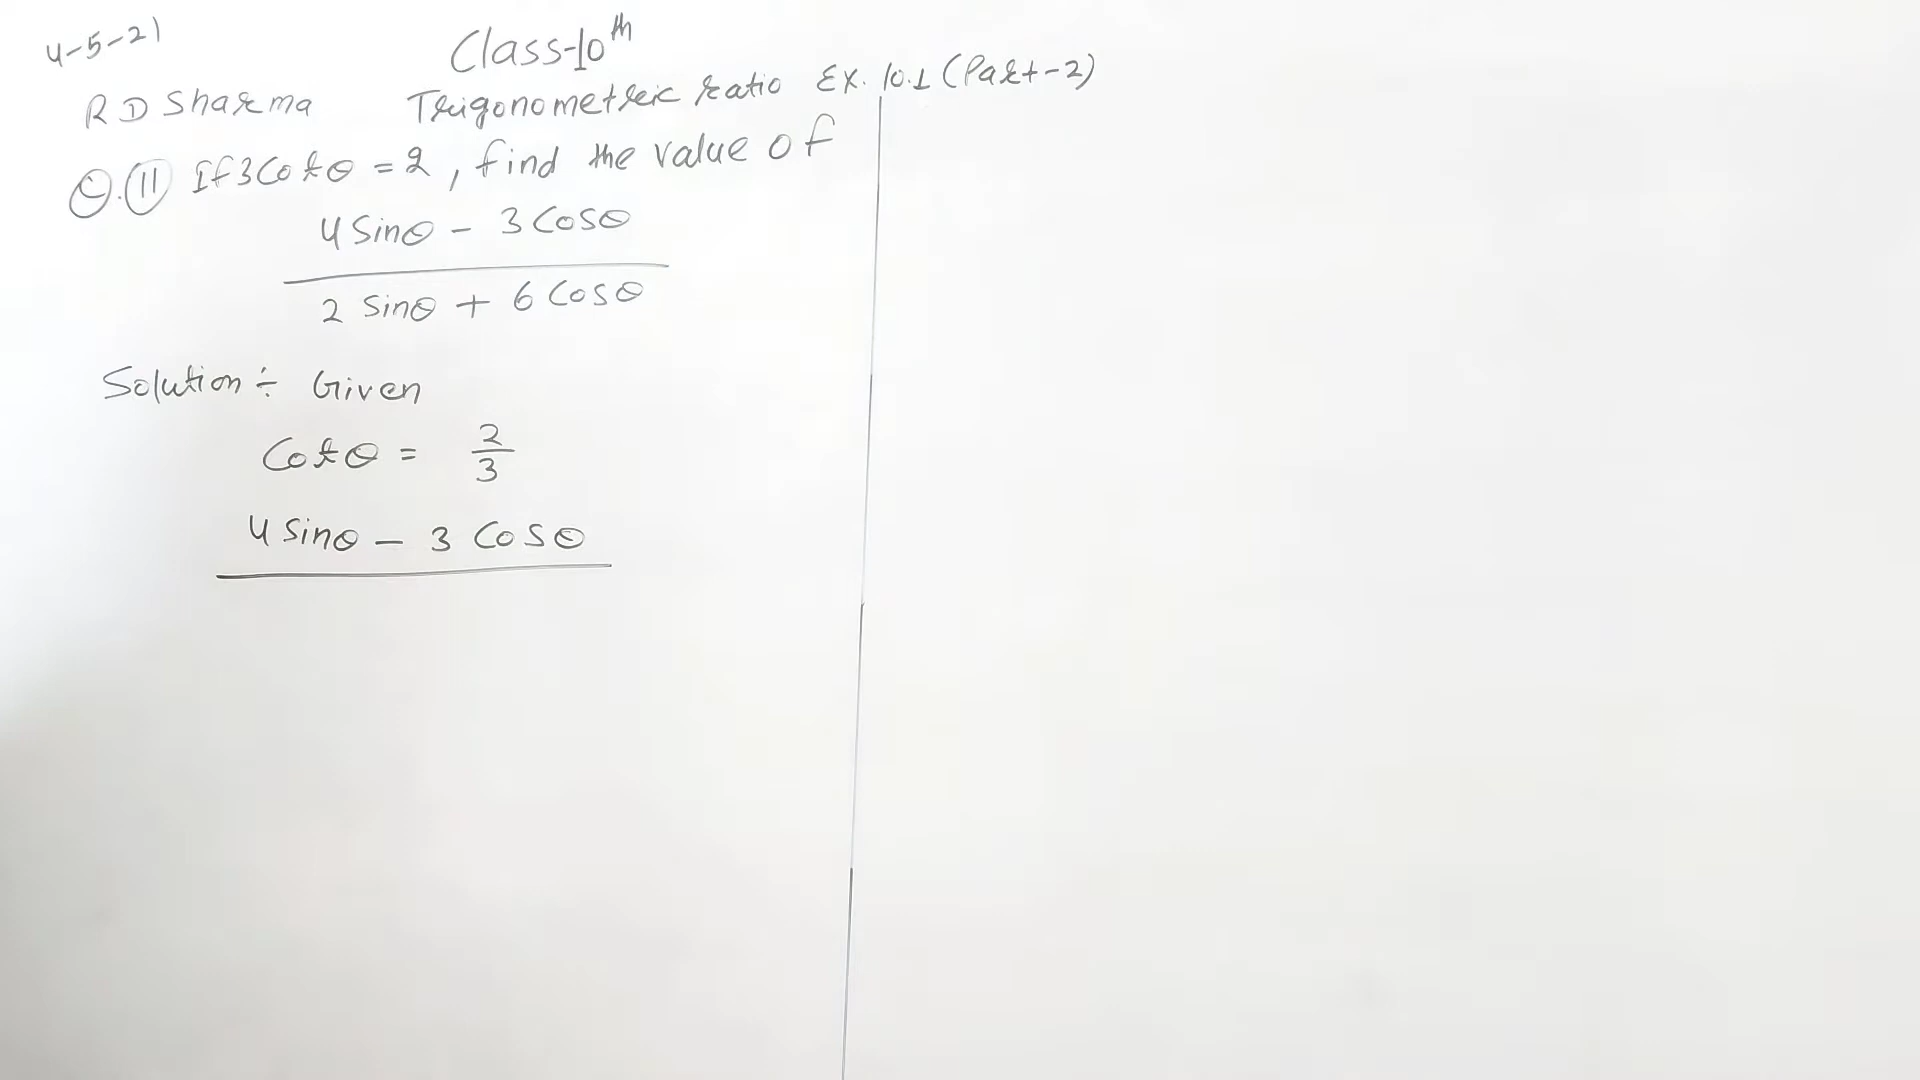 4-5-21
Class-10th
RD Sharma Trigonometric ratio Ex. 10.1 (Part-2)
Q.(11) If 3Cotθ = 2, find the value of
4 Sinθ - 3 Cosθ
2 Sinθ + 6 Cosθ
Solution ÷ Given
Cotθ = 2/3
4 Sinθ - 3 Cosθ